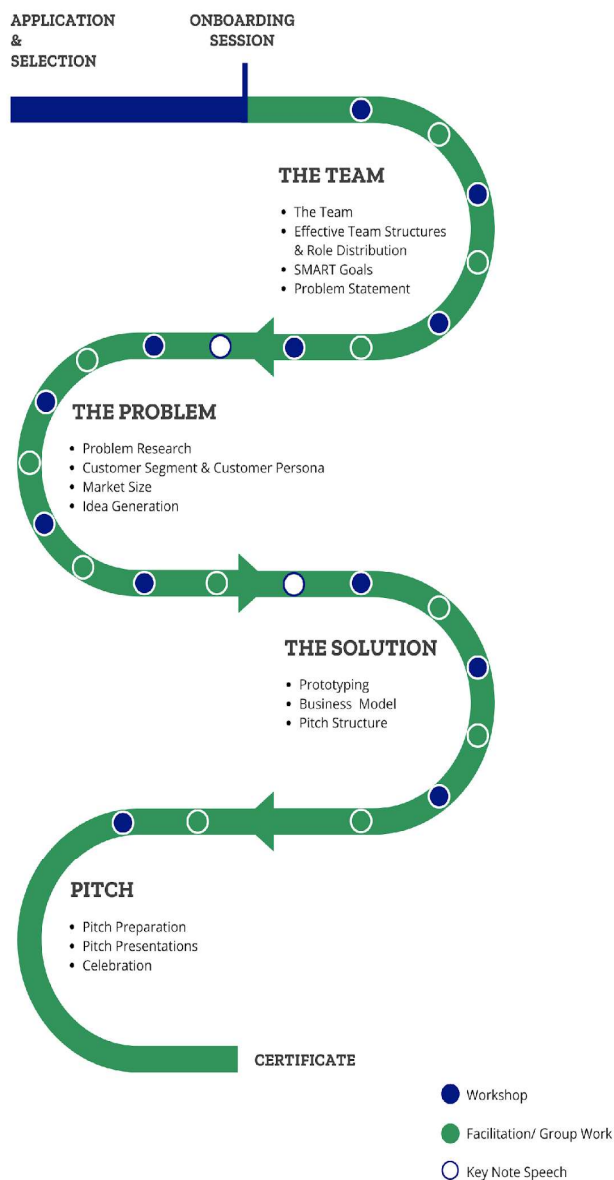 APPLICATION
&
SELECTION
ONBOARDING
SESSION
THE TEAM
• The Team
• Effective Team Structures
& Role Distribution
• SMART Goals
• Problem Statement
THE PROBLEM
• Problem Research
• Customer Segment & Customer Persona
• Market Size
• Idea Generation
THE SOLUTION
• Prototyping
• Business Model
• Pitch Structure
PITCH
• Pitch Preparation
• Pitch Presentations
• Celebration
CERTIFICATE
Workshop
Facilitation/ Group Work
Key Note Speech